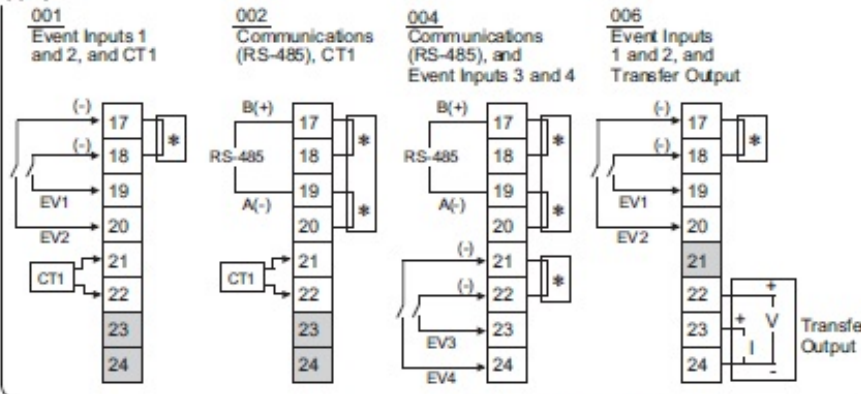 001
Event Inputs 1
and 2, and CT1
(-)
17
*
(-)
18
19
EV1
20
EV2
21
CT1
22
23
24
002
Communications
(RS-485), CT1
B(+)
17
*
RS-485
18
19
A(-)
*
20
21
CT1
22
23
24
004
Communications
(RS-485), and
Event Inputs 3 and 4
B(+)
17
*
RS-485
18
19
A(-)
*
20
(-)
21
*
(-)
22
23
EV3
24
EV4
006
Event Inputs
1 and 2, and
Transfer Output
(-)
17
*
(-)
18
19
EV1
20
EV2
21
22
+
23
+
V
I
24
-
Output